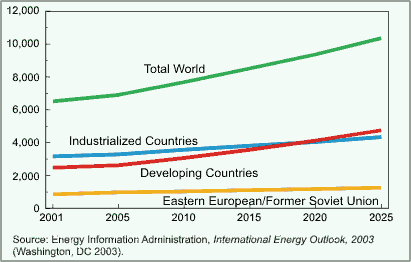 12,000
10,000
8,000
6,000
4,000
2,000
0
Total World
Industrialized Countries
Developing Countries
Eastern European/Former Soviet Union
2001 2005 2010 2015 2020 2025
Source: Energy Information Administration, International Energy Outlook, 2003
(Washington, DC 2003).